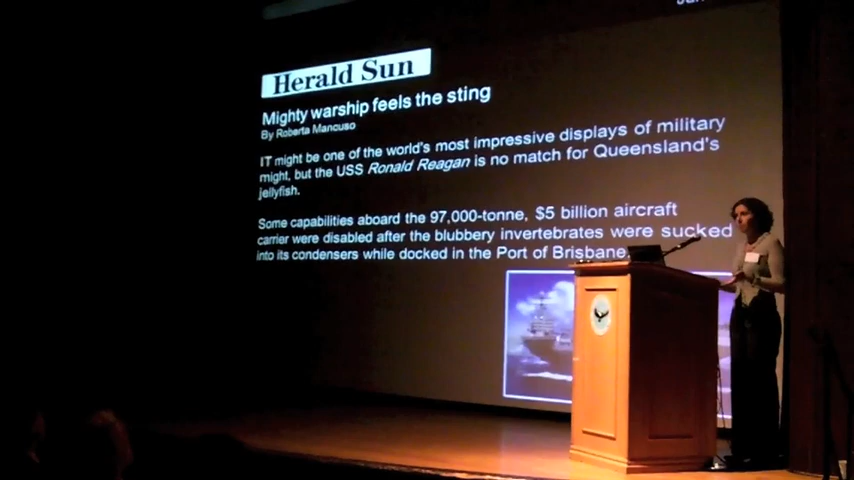 Herald Sun
Mighty warship feels the sting
By Roberta Mancuso
IT might be one of the world's most impressive displays of military
might, but the USS Ronald Reagan is no match for Queensland's
jellyfish.
Some capabilities aboard the 97,000-tonne, $5 billion aircraft
carrier were disabled after the blubbery invertebrates were sucked
into its condensers while docked in the Port of Brisbane.